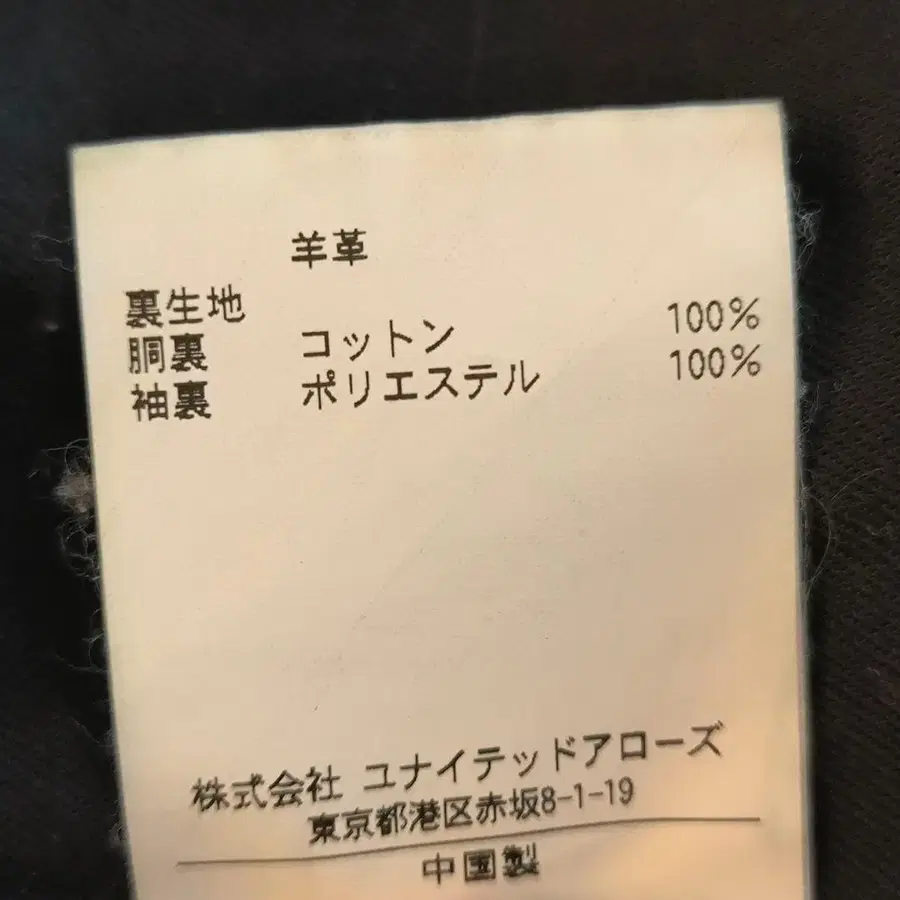 羊革
裏生地
胴裏 コットン 100%
袖裏 ポリエステル 100%
株式会社 ユナイテッドアローズ
東京都港区赤坂8-1-19
中国製